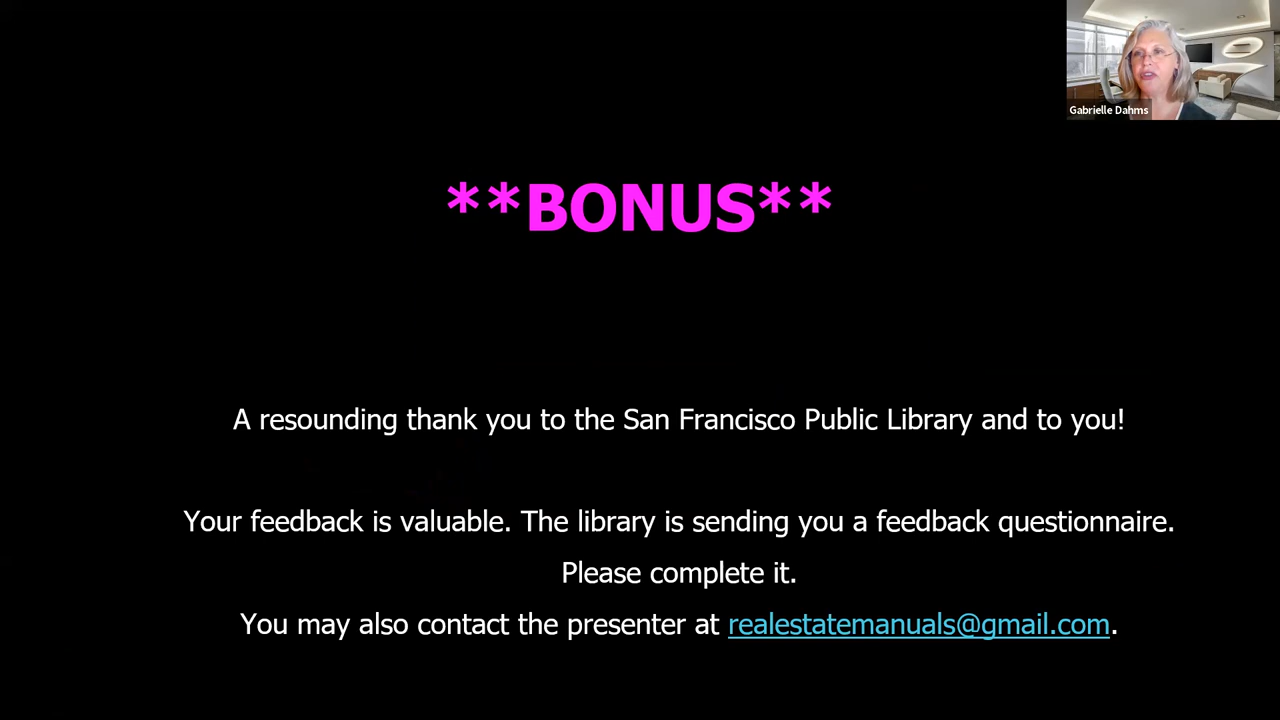 Gabrielle Dahms
**BONUS**
A resounding thank you to the San Francisco Public Library and to you!
Your feedback is valuable. The library is sending you a feedback questionnaire.
Please complete it.
You may also contact the presenter at realestatemanuals@gmail.com.